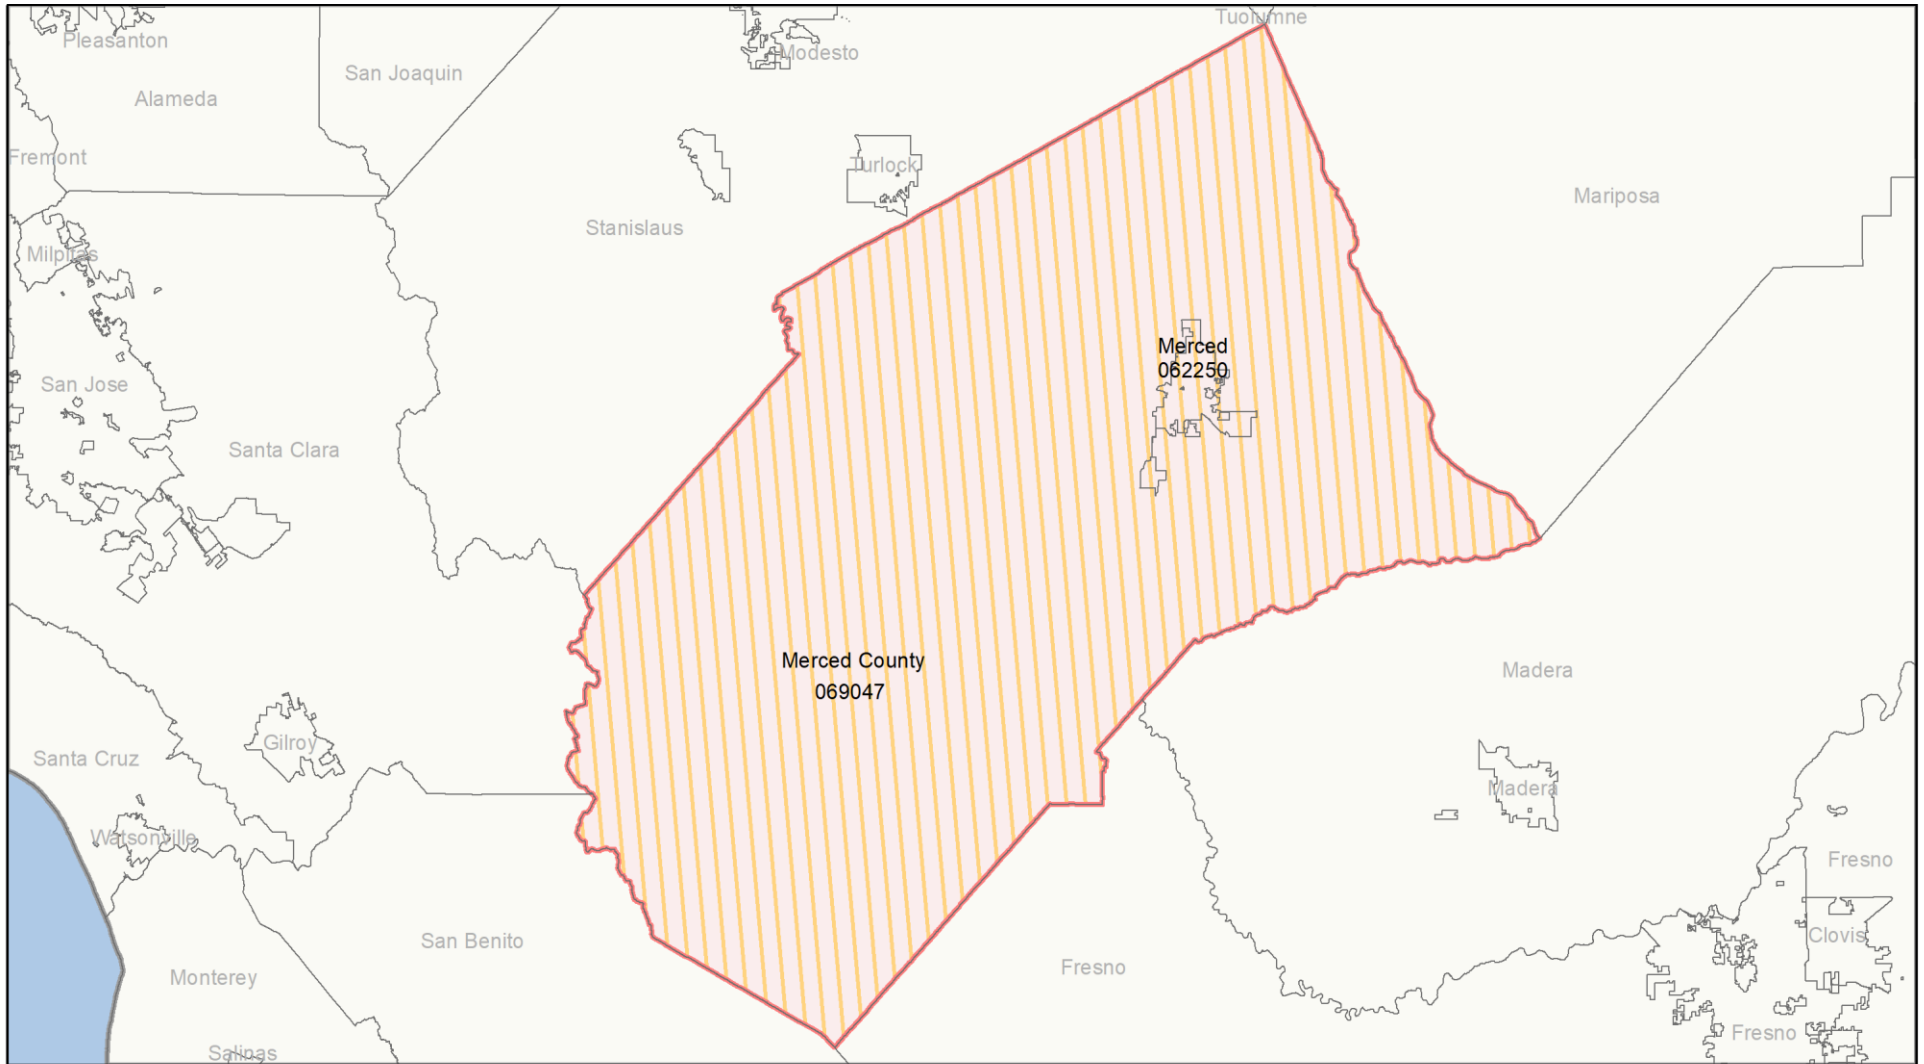 Tuolumne
Pleasanton
Modesto
San Joaquin
Alameda
Fremont
Turlock
Mariposa
Stanislaus
Milpitas
Merced
062250
San Jose
Santa Clara
Merced County
069047
Madera
Gilroy
Santa Cruz
Madera
Watsonville
Fresno
Clovis
San Benito
Fresno
Monterey
Fresno
Salinas